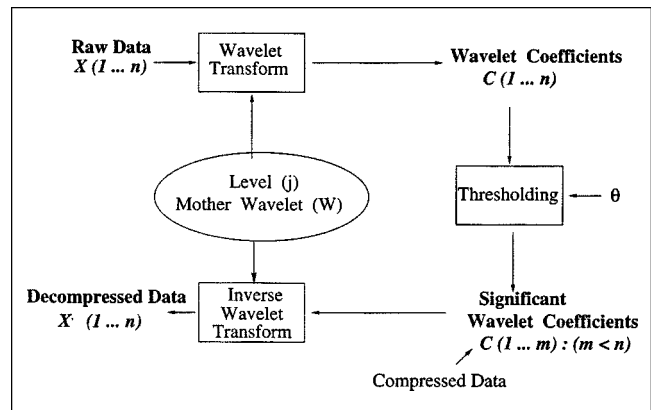 Raw Data
X (1 ... n)
Wavelet
Transform
Wavelet Coefficients
C (1 ... n)
Level (j)
Mother Wavelet (W)
Thresholding
θ
Decompressed Data
X' (1 ... n)
Inverse
Wavelet
Transform
Significant
Wavelet Coefficients
C (1 ... m) : (m < n)
Compressed Data